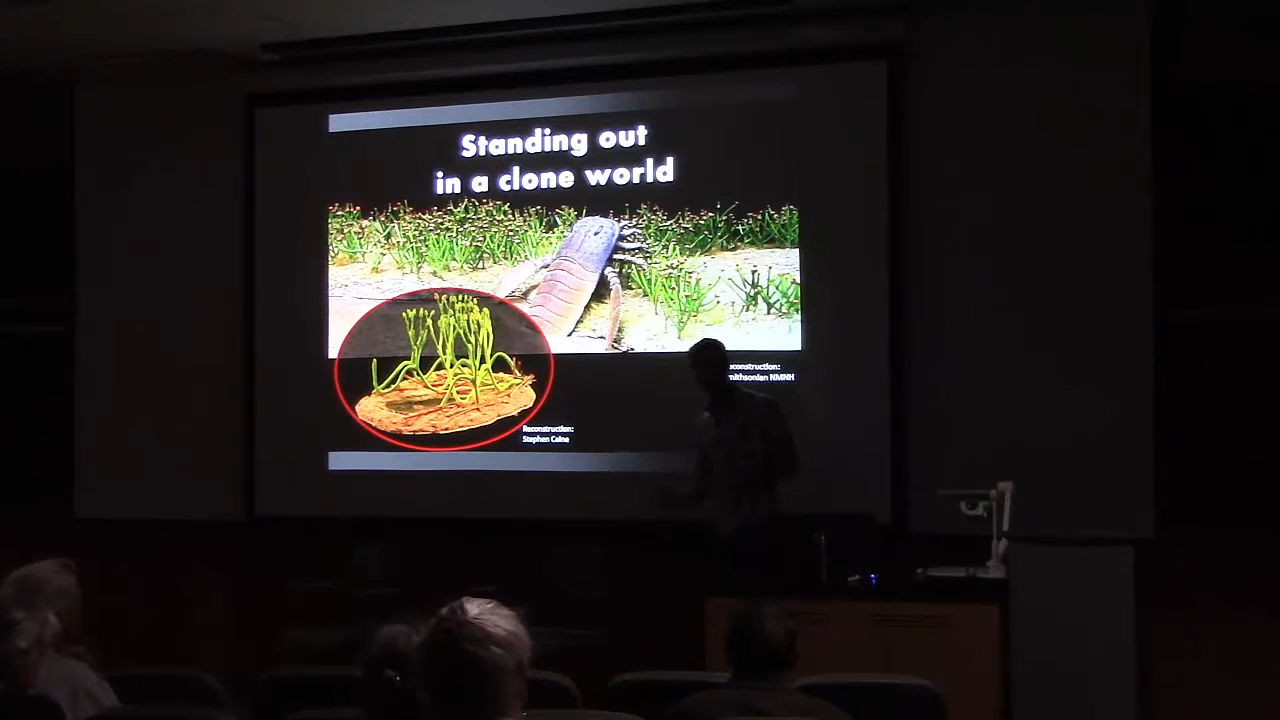 Standing out
in a clone world
Reconstruction:
Smithsonian NMNH
Reconstruction:
Stephen Caine